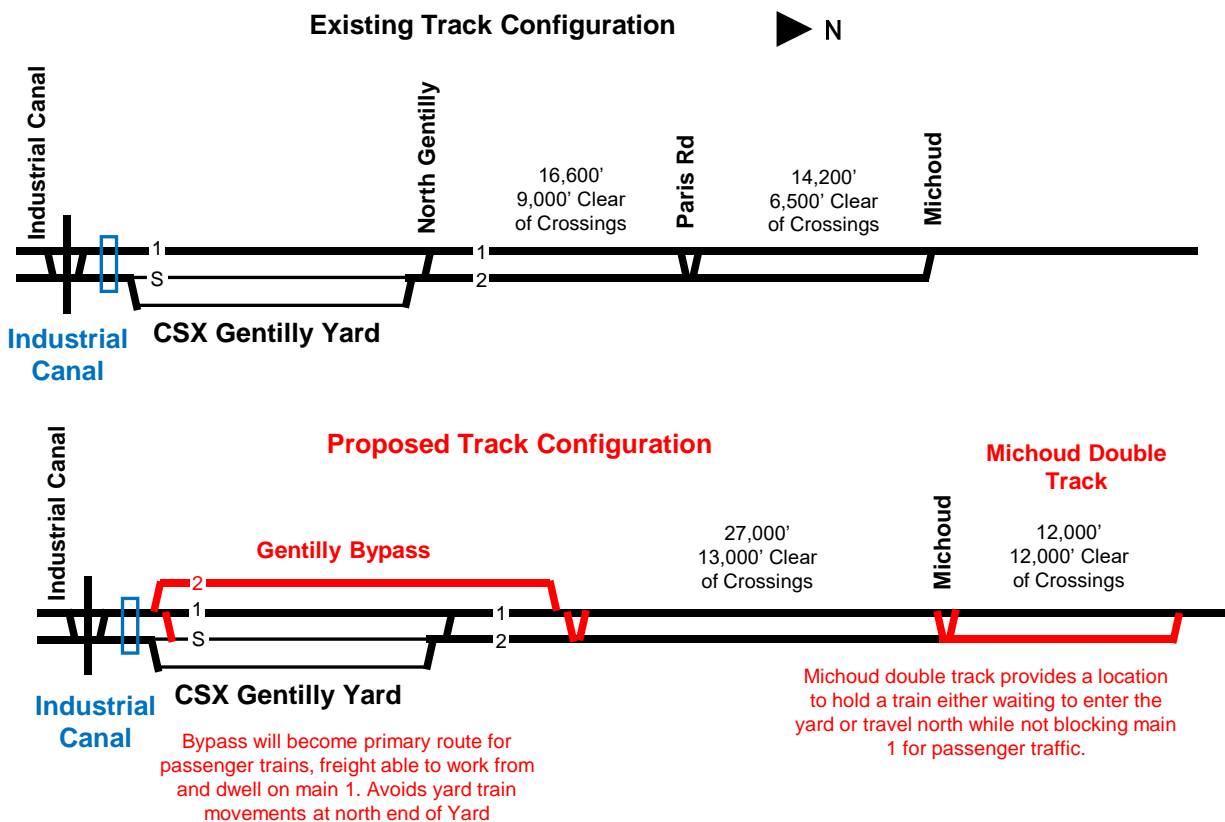 Existing Track Configuration
N
Industrial Canal
North Gentilly
16,600'
9,000' Clear
of Crossings
Paris Rd
14,200'
6,500' Clear
of Crossings
Michoud
1
1
S
2
Industrial
Canal
CSX Gentilly Yard
Proposed Track Configuration
Michoud Double
Track
Industrial Canal
Gentilly Bypass
27,000'
13,000' Clear
of Crossings
Michoud
12,000'
12,000' Clear
of Crossings
2
1
1
S
2
Industrial
Canal
CSX Gentilly Yard
Bypass will become primary route for
passenger trains, freight able to work from
and dwell on main 1. Avoids yard train
movements at north end of Yard
Michoud double track provides a location
to hold a train either waiting to enter the
yard or travel north while not blocking main
1 for passenger traffic.